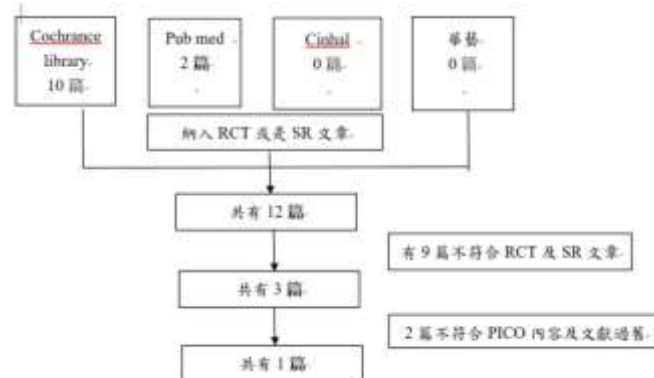 Cochrance
library
10 篇
Pub med
2 篇
Cinhal
0 篇
華藝
0 篇
納入 RCT 或是 SR 文章
共有 12 篇
有 9 篇不符合 RCT 及 SR 文章
共有 3 篇
2 篇不符合 PICO 內容及文獻過舊
共有 1 篇